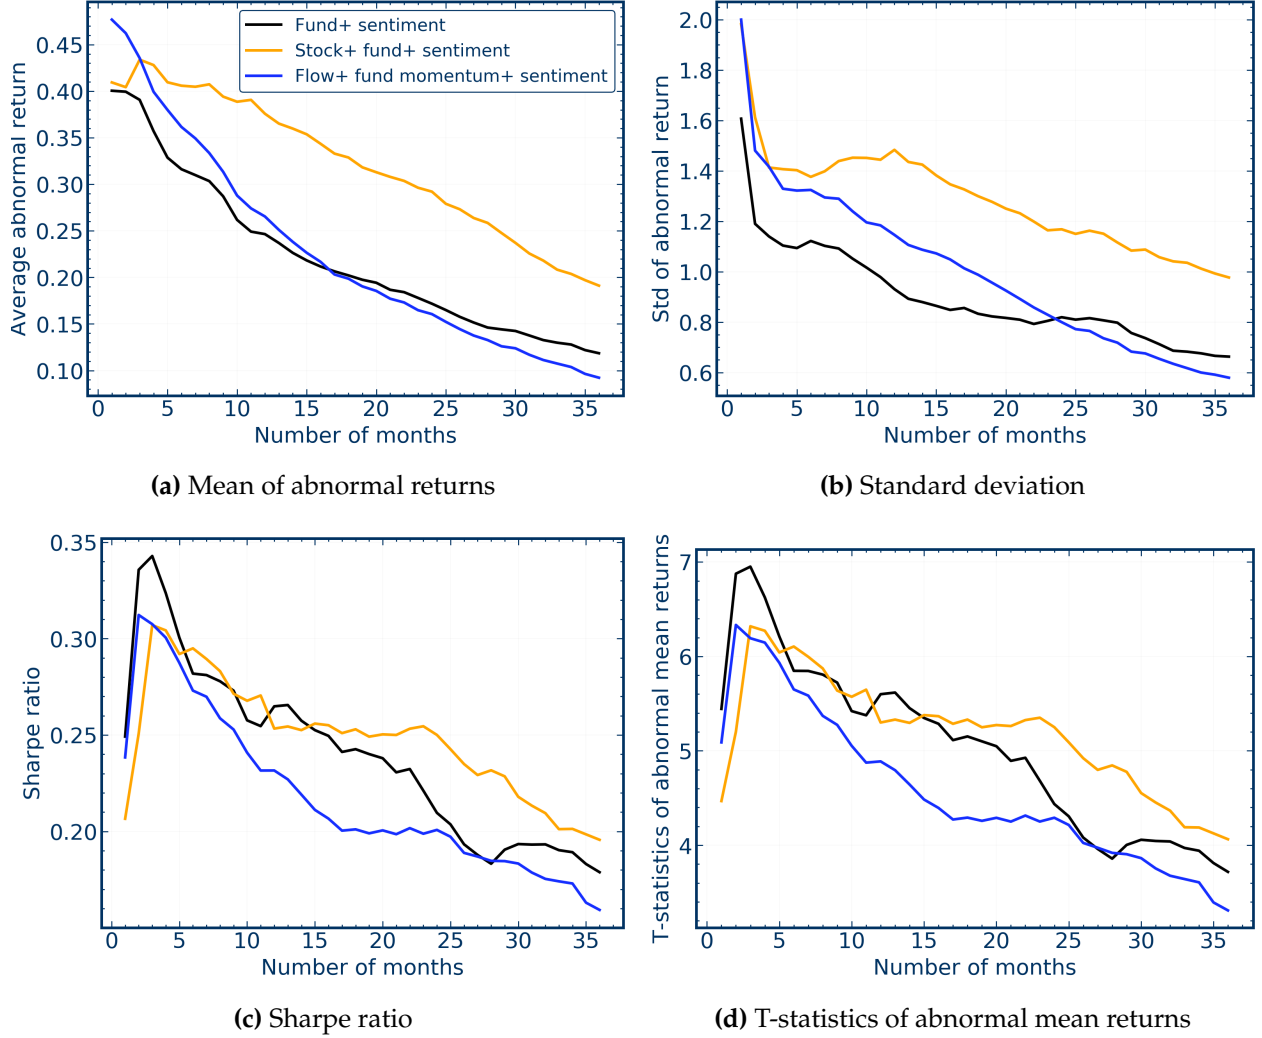 Fund+ sentiment
Stock+ fund+ sentiment
Flow+ fund momentum+ sentiment
Average abnormal return
0.45
0.40
0.35
0.30
0.25
0.20
0.15
0.10
0 5 10 15 20 25 30 35
Number of months
(a) Mean of abnormal returns
Std of abnormal return
2.0
1.8
1.6
1.4
1.2
1.0
0.8
0.6
0 5 10 15 20 25 30 35
Number of months
(b) Standard deviation
Sharpe ratio
0.35
0.30
0.25
0.20
0 5 10 15 20 25 30 35
Number of months
(c) Sharpe ratio
T-statistics of abnormal mean returns
7
6
5
4
0 5 10 15 20 25 30 35
Number of months
(d) T-statistics of abnormal mean returns